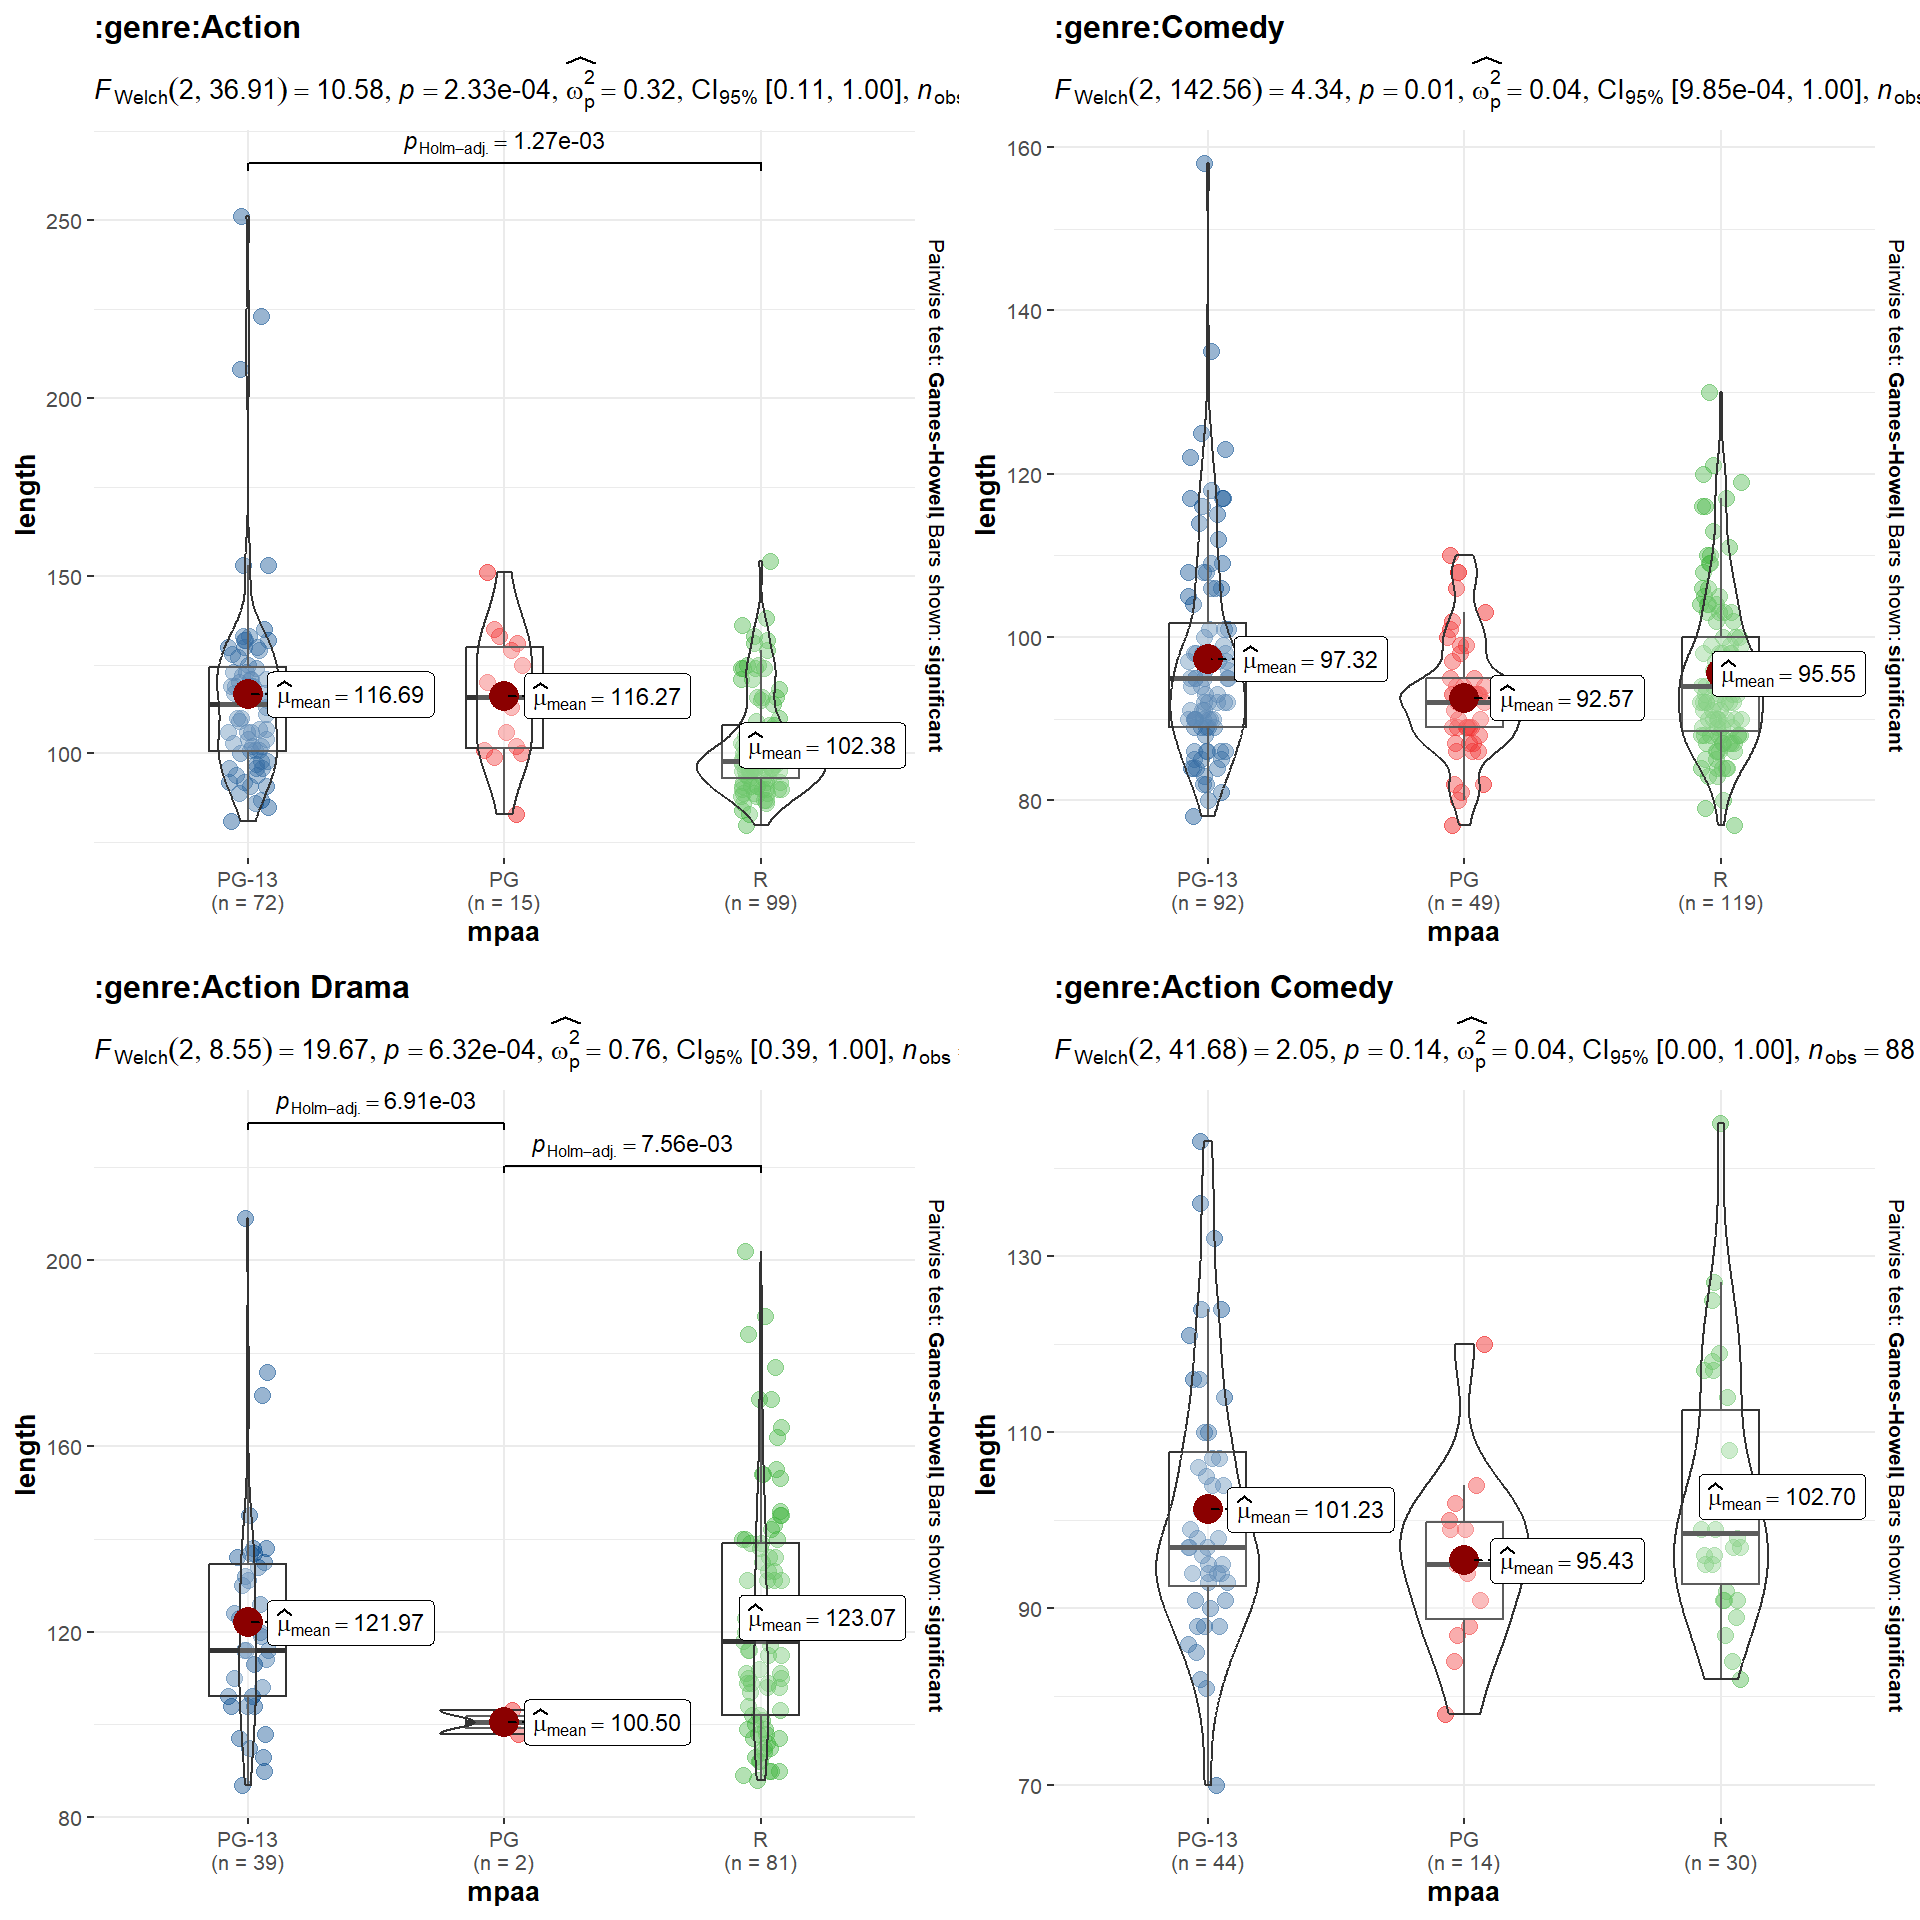 :genre:Action
F Welch(2, 36.91) = 10.58, p = 2.33e-04, ω̂²p = 0.32, CI95% [0.11, 1.00], nobs
pHolm–adj. = 1.27e-03
250
200
150
100
length
μ̂mean = 116.69
μ̂mean = 116.27
μ̂mean = 102.38
Pairwise test: Games-Howell, Bars shown: significant
PG-13
(n = 72)
PG
(n = 15)
R
(n = 99)
mpaa
:genre:Comedy
F Welch(2, 142.56) = 4.34, p = 0.01, ω̂²p = 0.04, CI95% [9.85e-04, 1.00], nobs
160
140
120
100
80
length
μ̂mean = 97.32
μ̂mean = 92.57
μ̂mean = 95.55
Pairwise test: Games-Howell, Bars shown: significant
PG-13
(n = 92)
PG
(n = 49)
R
(n = 119)
mpaa
:genre:Action Drama
F Welch(2, 8.55) = 19.67, p = 6.32e-04, ω̂²p = 0.76, CI95% [0.39, 1.00], nobs =
pHolm–adj. = 6.91e-03
pHolm–adj. = 7.56e-03
200
160
120
80
length
μ̂mean = 121.97
μ̂mean = 100.50
μ̂mean = 123.07
Pairwise test: Games-Howell, Bars shown: significant
PG-13
(n = 39)
PG
(n = 2)
R
(n = 81)
mpaa
:genre:Action Comedy
F Welch(2, 41.68) = 2.05, p = 0.14, ω̂²p = 0.04, CI95% [0.00, 1.00], nobs = 88
130
110
90
70
length
μ̂mean = 101.23
μ̂mean = 95.43
μ̂mean = 102.70
Pairwise test: Games-Howell, Bars shown: significant
PG-13
(n = 44)
PG
(n = 14)
R
(n = 30)
mpaa